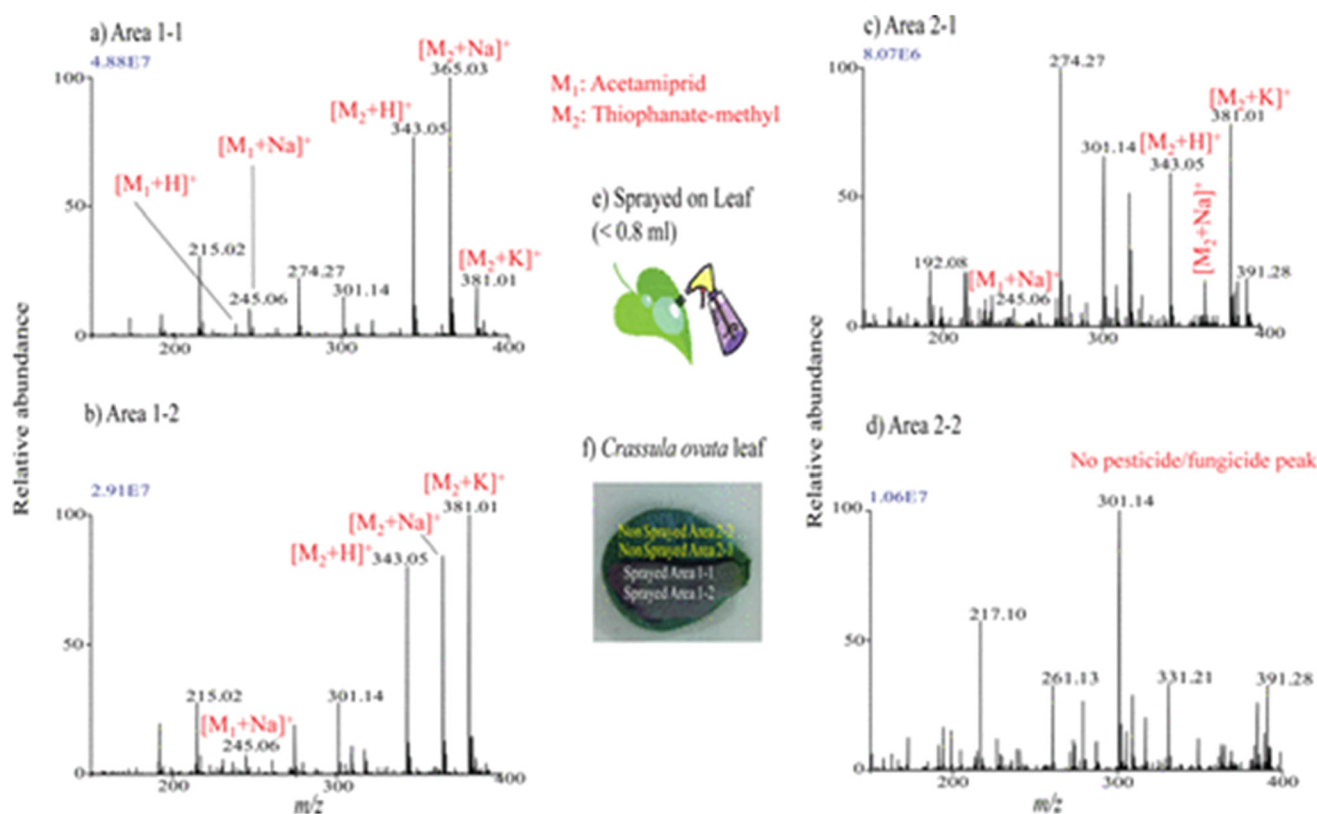 a) Area 1-1
4.88E7
100
50
0
200
300
400
[M₁+H]⁺
[M₁+Na]⁺
[M₂+H]⁺
[M₂+Na]⁺
[M₂+K]⁺
215.02
245.06
274.27
301.14
343.05
365.03
381.01
Relative abundance
b) Area 1-2
2.91E7
100
50
0
200
300
400
m/z
215.02
[M₁+Na]⁺
245.06
301.14
[M₂+H]⁺
343.05
[M₂+Na]⁺
[M₂+K]⁺
381.01
M₁: Acetamiprid
M₂: Thiophanate-methyl
e) Sprayed on Leaf
(< 0.8 ml)
f) Crassula ovata leaf
Non Sprayed Area 2-2
Non Sprayed Area 2-1
Sprayed Area 1-1
Sprayed Area 1-2
c) Area 2-1
8.07E6
100
50
0
200
300
400
192.08
[M₁+Na]⁺
245.06
274.27
301.14
[M₂+H]⁺
343.05
[M₂+Na]⁺
[M₂+K]⁺
381.01
391.28
Relative abundance
d) Area 2-2
No pesticide/fungicide peak
1.06E7
100
50
0
200
300
400
m/z
217.10
261.13
301.14
331.21
391.28